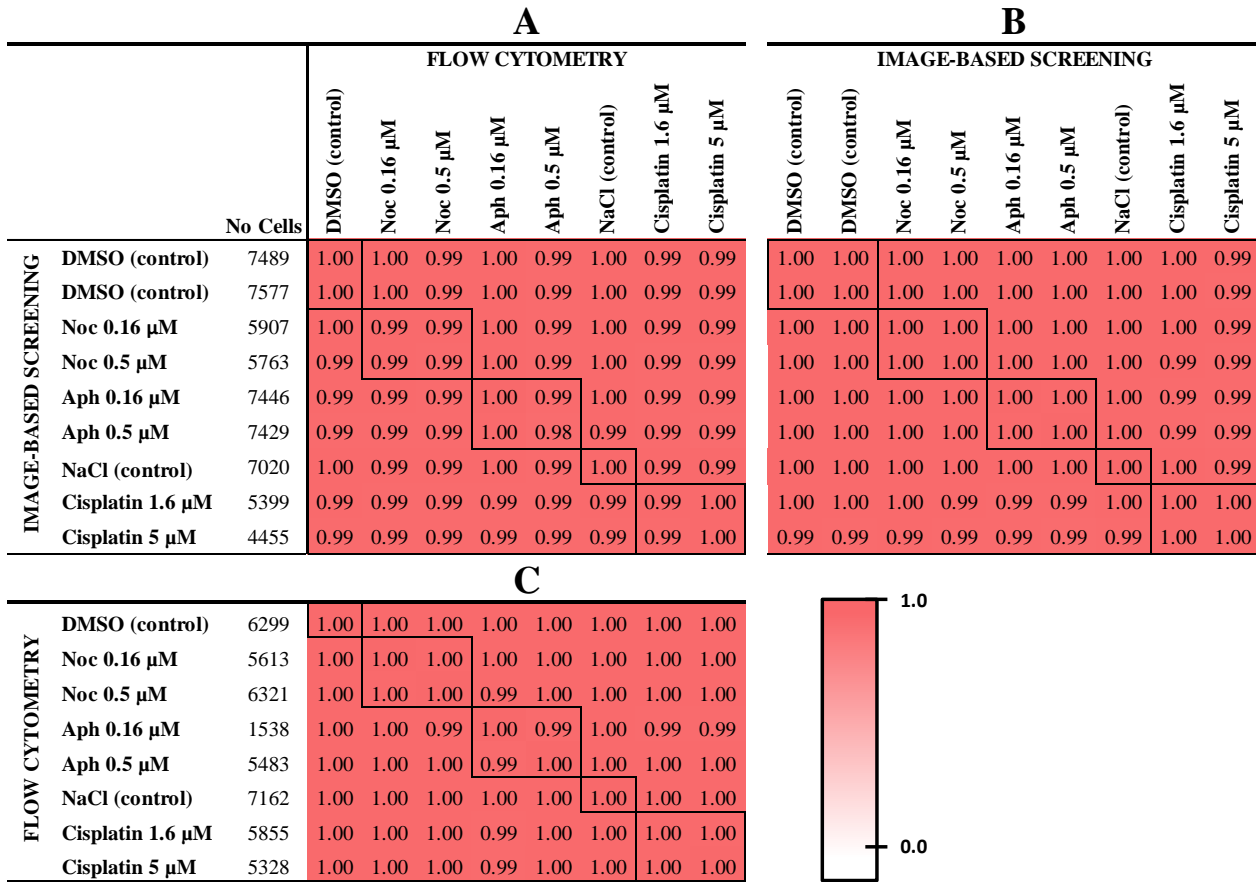 A B
FLOW CYTOMETRY IMAGE-BASED SCREENING
No Cells DMSO (control) Noc 0.16 µM Noc 0.5 µM Aph 0.16 µM Aph 0.5 µM NaCl (control) Cisplatin 1.6 µM Cisplatin 5 µM DMSO (control) DMSO (control) Noc 0.16 µM Noc 0.5 µM Aph 0.16 µM Aph 0.5 µM NaCl (control) Cisplatin 1.6 µM Cisplatin 5 µM
IMAGE-BASED SCREENING
DMSO (control) 7489 1.00 1.00 0.99 1.00 0.99 1.00 0.99 0.99 1.00 1.00 1.00 1.00 1.00 1.00 1.00 1.00 0.99
DMSO (control) 7577 1.00 1.00 0.99 1.00 0.99 1.00 0.99 0.99 1.00 1.00 1.00 1.00 1.00 1.00 1.00 1.00 0.99
Noc 0.16 µM 5907 1.00 0.99 0.99 1.00 0.99 1.00 0.99 0.99 1.00 1.00 1.00 1.00 1.00 1.00 1.00 1.00 0.99
Noc 0.5 µM 5763 0.99 0.99 0.99 1.00 0.99 1.00 0.99 0.99 1.00 1.00 1.00 1.00 1.00 1.00 1.00 0.99 0.99
Aph 0.16 µM 7446 0.99 0.99 0.99 1.00 0.99 1.00 0.99 0.99 1.00 1.00 1.00 1.00 1.00 1.00 1.00 0.99 0.99
Aph 0.5 µM 7429 0.99 0.99 0.99 1.00 0.98 0.99 0.99 0.99 1.00 1.00 1.00 1.00 1.00 1.00 1.00 0.99 0.99
NaCl (control) 7020 1.00 0.99 0.99 1.00 0.99 1.00 0.99 0.99 1.00 1.00 1.00 1.00 1.00 1.00 1.00 1.00 0.99
Cisplatin 1.6 µM 5399 0.99 0.99 0.99 0.99 0.99 0.99 0.99 1.00 1.00 1.00 1.00 0.99 0.99 0.99 1.00 1.00 1.00
Cisplatin 5 µM 4455 0.99 0.99 0.99 0.99 0.99 0.99 0.99 1.00 0.99 0.99 0.99 0.99 0.99 0.99 0.99 1.00 1.00
C
FLOW CYTOMETRY
DMSO (control) 6299 1.00 1.00 1.00 1.00 1.00 1.00 1.00 1.00
Noc 0.16 µM 5613 1.00 1.00 1.00 1.00 1.00 1.00 1.00 1.00
Noc 0.5 µM 6321 1.00 1.00 1.00 0.99 1.00 1.00 1.00 1.00
Aph 0.16 µM 1538 1.00 1.00 0.99 1.00 0.99 1.00 0.99 0.99
Aph 0.5 µM 5483 1.00 1.00 1.00 0.99 1.00 1.00 1.00 1.00
NaCl (control) 7162 1.00 1.00 1.00 1.00 1.00 1.00 1.00 1.00
Cisplatin 1.6 µM 5855 1.00 1.00 1.00 0.99 1.00 1.00 1.00 1.00
Cisplatin 5 µM 5328 1.00 1.00 1.00 0.99 1.00 1.00 1.00 1.00
1.0
0.0